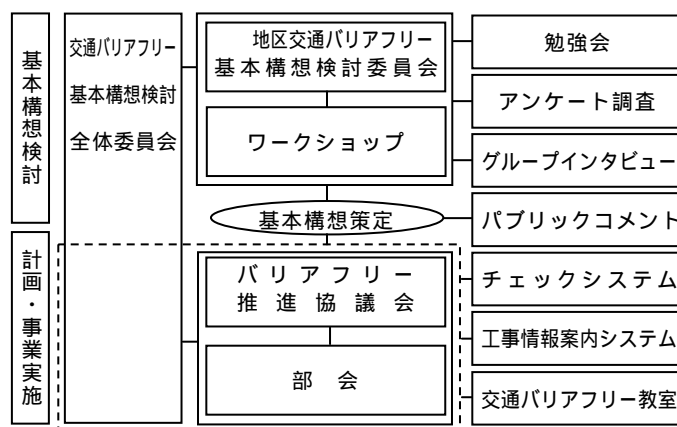 基本構想検討
交通バリアフリー
基本構想検討
全体委員会
地区交通バリアフリー
基本構想検討委員会
ワークショップ
勉強会
アンケート調査
グループインタビュー
基本構想策定
パブリックコメント
計画・事業実施
バリアフリー
推進協議会
部会
チェックシステム
工事情報案内システム
交通バリアフリー教室